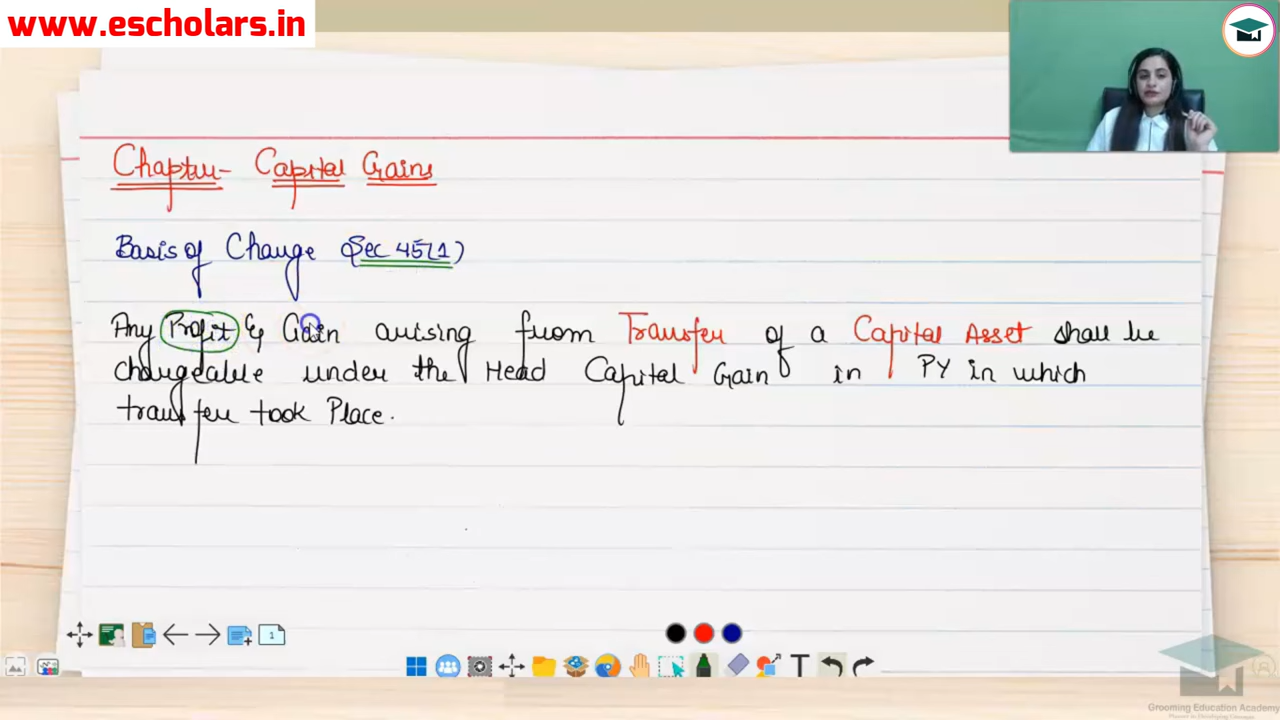 www.escholars.in
Chapter- Capital Gains
Basis of Charge (Sec 45(1)
Any Profit & Gain arising from Transfer of a Capital Asset shall be
chargeable under the Head Capital Gain in PY in which
transfer took Place.
1
T
Grooming Education Academy